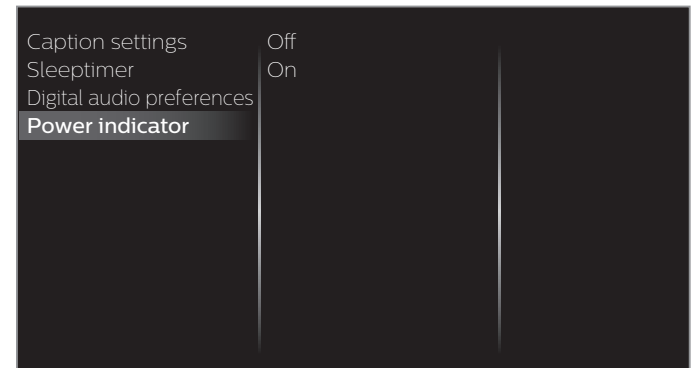 Caption settings
Sleeptimer
Digital audio preferences
Power indicator
Off
On